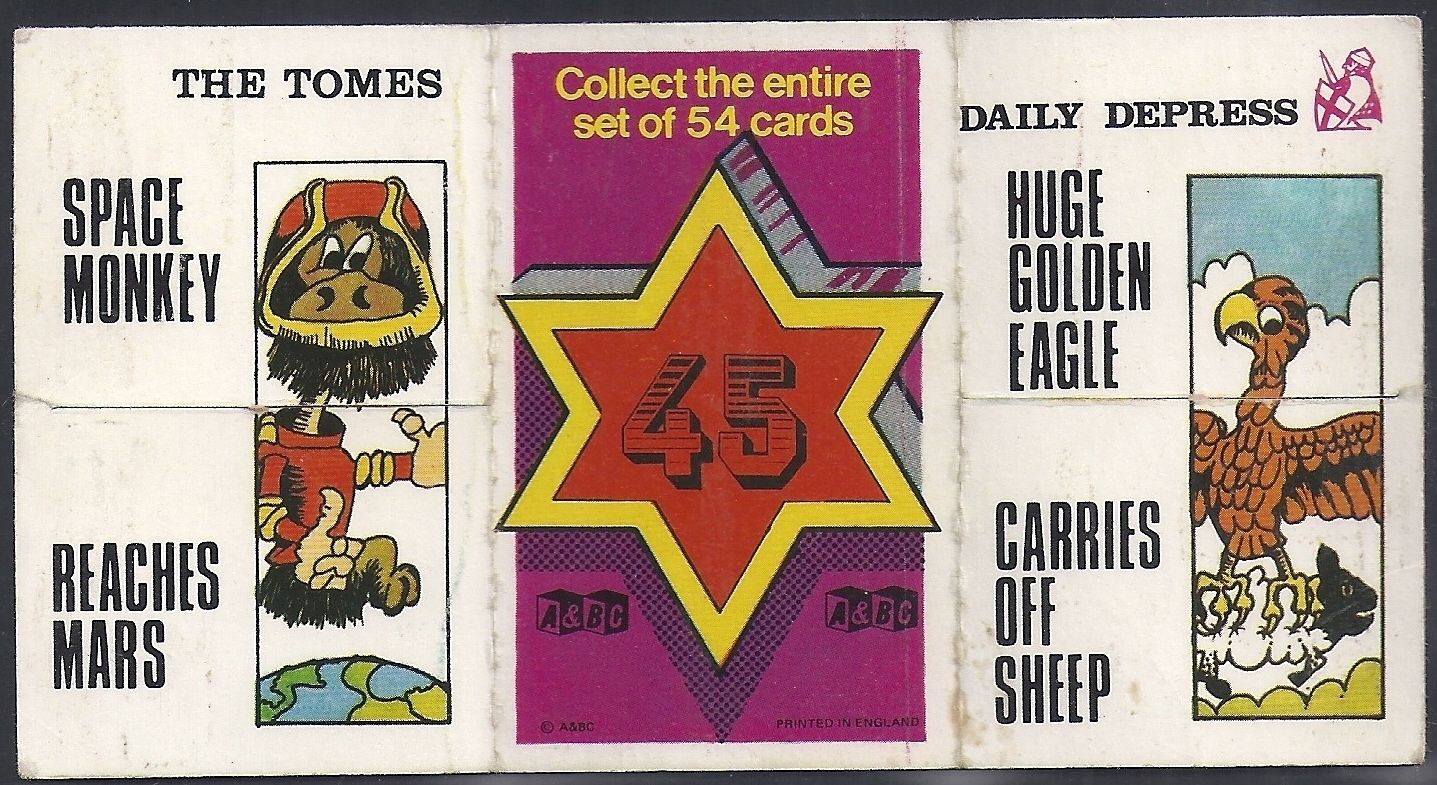 THE TOMES
SPACE
MONKEY
REACHES
MARS
Collect the entire
set of 54 cards
45
A&BC
A&BC
© A&BC
PRINTED IN ENGLAND
DAILY DEPRESS
HUGE
GOLDEN
EAGLE
CARRIES
OFF
SHEEP